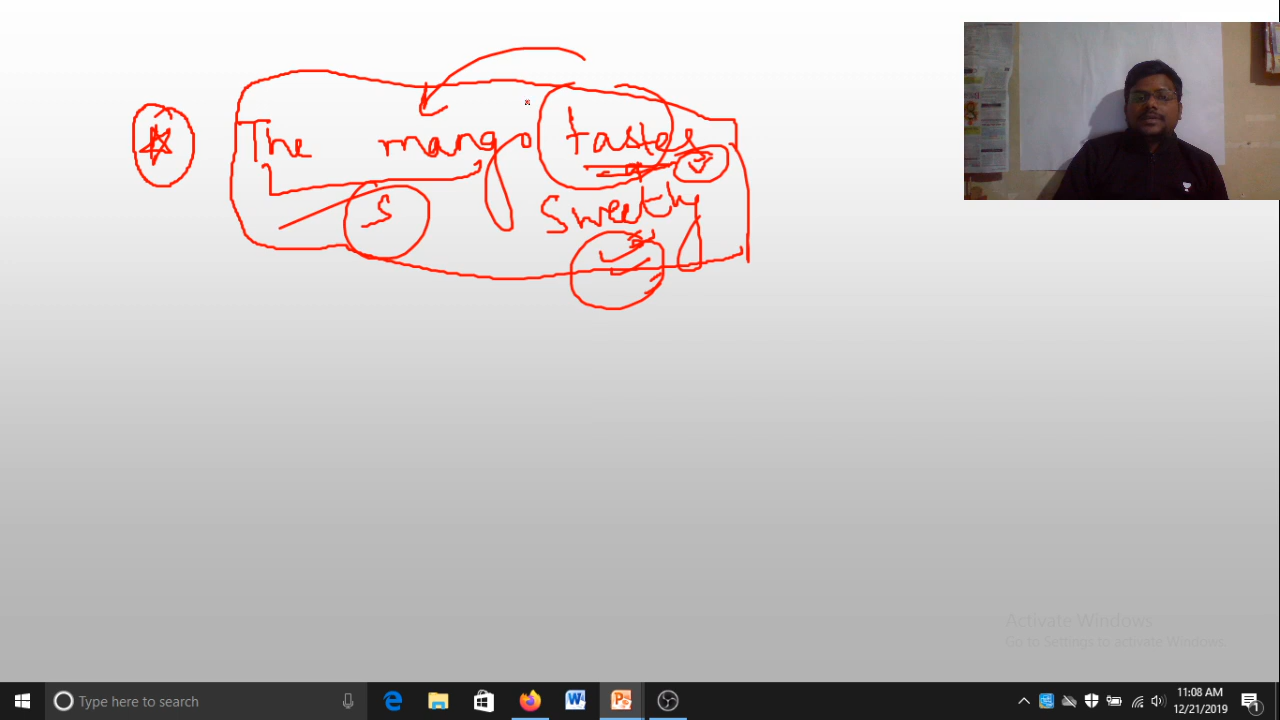 The mango tastes
S
Sweetly
Activate Windows
Go to Settings to activate Windows.
Type here to search
11:08 AM
12/21/2019